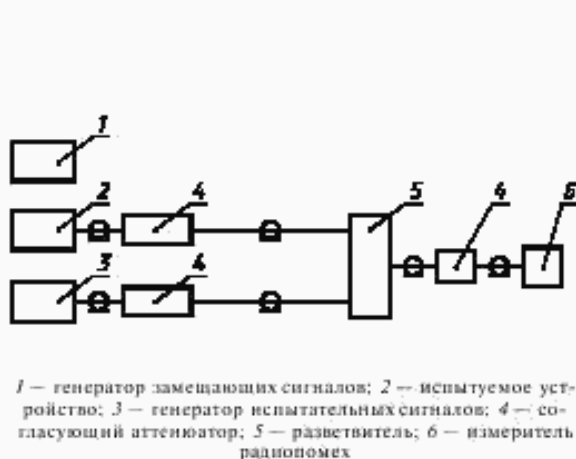 1
2
4
5
4
6
3
4
1 — генератор замещающих сигналов; 2 — испытуемое уст-
ройство; 3 — генератор испытательных сигналов; 4 — со-
гласующий аттенюатор; 5 — разветвитель; 6 — измеритель
радиопомех